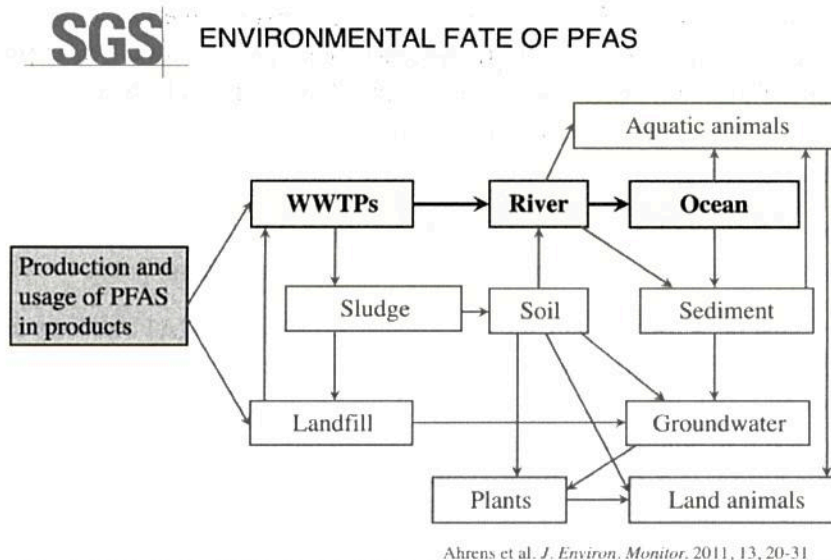 SGS ENVIRONMENTAL FATE OF PFAS
Aquatic animals
WWTPs
River
Ocean
Production and
usage of PFAS
in products
Sludge
Soil
Sediment
Landfill
Groundwater
Plants
Land animals
Ahrens et al. J. Environ. Monitor. 2011, 13, 20-31